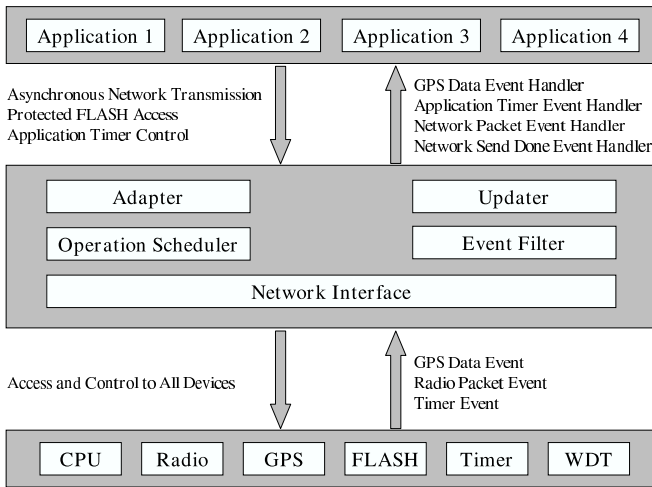 Application 1
Application 2
Application 3
Application 4
Asynchronous Network Transmission
Protected FLASH Access
Application Timer Control
GPS Data Event Handler
Application Timer Event Handler
Network Packet Event Handler
Network Send Done Event Handler
Adapter
Updater
Operation Scheduler
Event Filter
Network Interface
Access and Control to All Devices
GPS Data Event
Radio Packet Event
Timer Event
CPU
Radio
GPS
FLASH
Timer
WDT